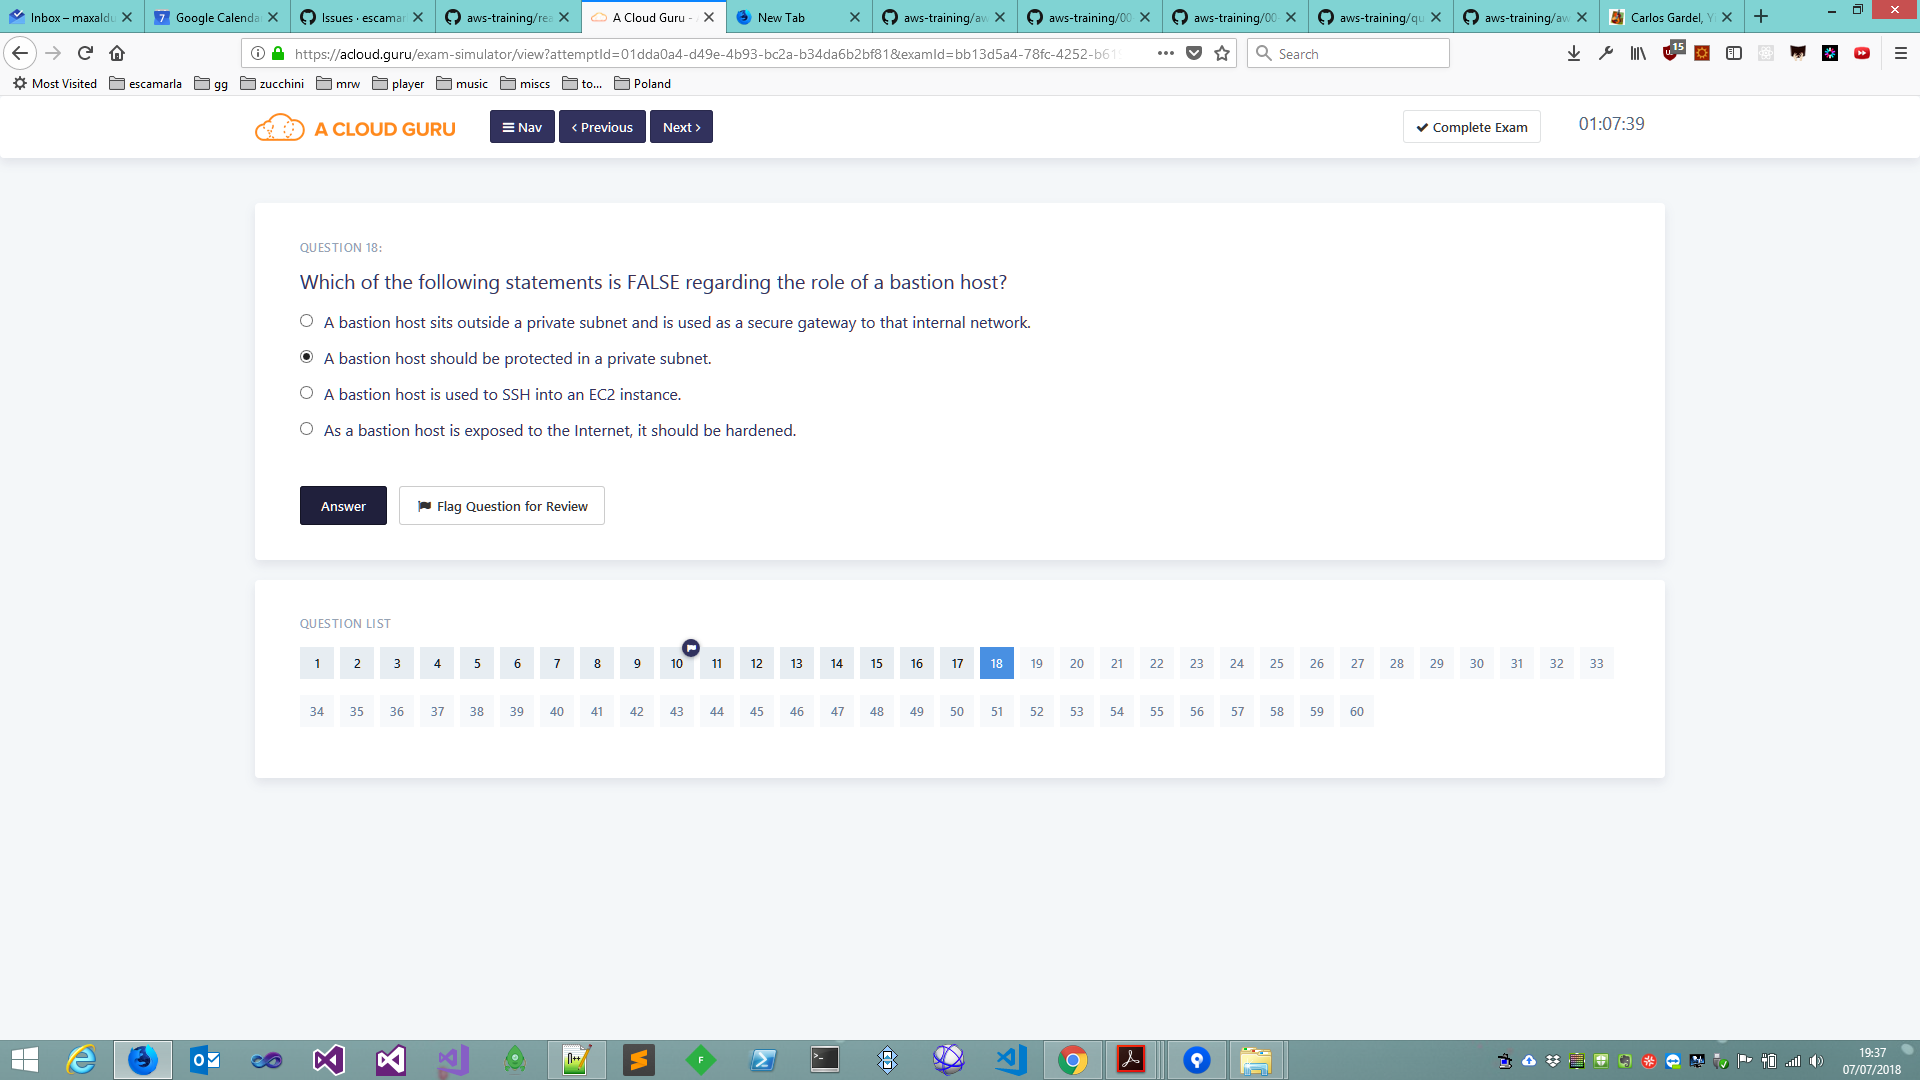 Inbox – maxaldu
Google Calenda
Issues · escamar
aws-training/rea
A Cloud Guru - A
New Tab
aws-training/aw
aws-training/00
aws-training/00
aws-training/qu
aws-training/aw
Carlos Gardel, Yi
https://acloud.guru/exam-simulator/view?attemptId=01dda0a4-d49e-4b93-bc2a-b34da6b2bf81&examId=bb13d5a4-78fc-4252-b61
Search
15
Most Visited
escamarla
gg
zucchini
mrw
player
music
miscs
to...
Poland
A CLOUD GURU
Nav
Previous
Next
Complete Exam
01:07:39
QUESTION 18:
Which of the following statements is FALSE regarding the role of a bastion host?
A bastion host sits outside a private subnet and is used as a secure gateway to that internal network.
A bastion host should be protected in a private subnet.
A bastion host is used to SSH into an EC2 instance.
As a bastion host is exposed to the Internet, it should be hardened.
Answer
Flag Question for Review
QUESTION LIST
1 2 3 4 5 6 7 8 9 10 11 12 13 14 15 16 17 18 19 20 21 22 23 24 25 26 27 28 29 30 31 32 33
34 35 36 37 38 39 40 41 42 43 44 45 46 47 48 49 50 51 52 53 54 55 56 57 58 59 60
19:37
07/07/2018